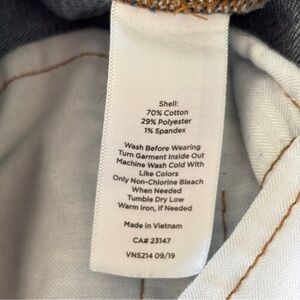 Shell:
70% Cotton
29% Polyester
1% Spandex
Wash Before Wearing
Turn Garment Inside Out
Machine Wash Cold With
Like Colors
Only Non-Chlorine Bleach
When Needed
Tumble Dry Low
Warm Iron, If Needed
Made in Vietnam
CA# 23147
VN5214 09/19